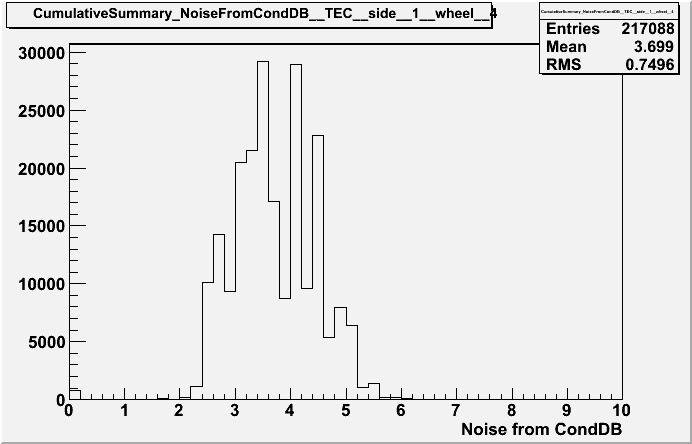 CumulativeSummary_NoiseFromCondDB__TEC__side__1__wheel__4
CumulativeSummary_NoiseFromCondDB__TEC__side__1__wheel__4
Entries 217088
Mean 3.699
RMS 0.7496
30000
25000
20000
15000
10000
5000
0
0 1 2 3 4 5 6 7 8 9 10
Noise from CondDB